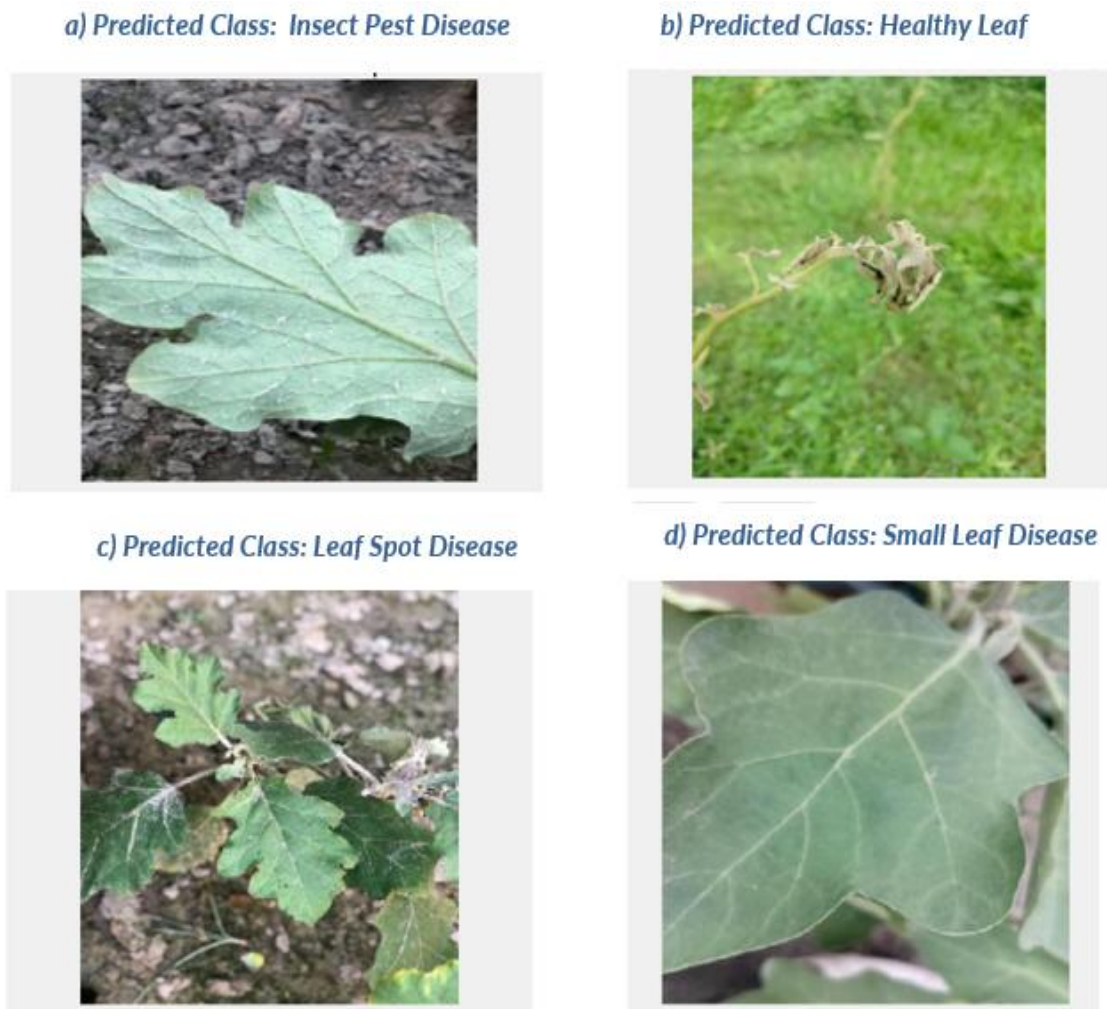 a) Predicted Class: Insect Pest Disease
b) Predicted Class: Healthy Leaf
c) Predicted Class: Leaf Spot Disease
d) Predicted Class: Small Leaf Disease